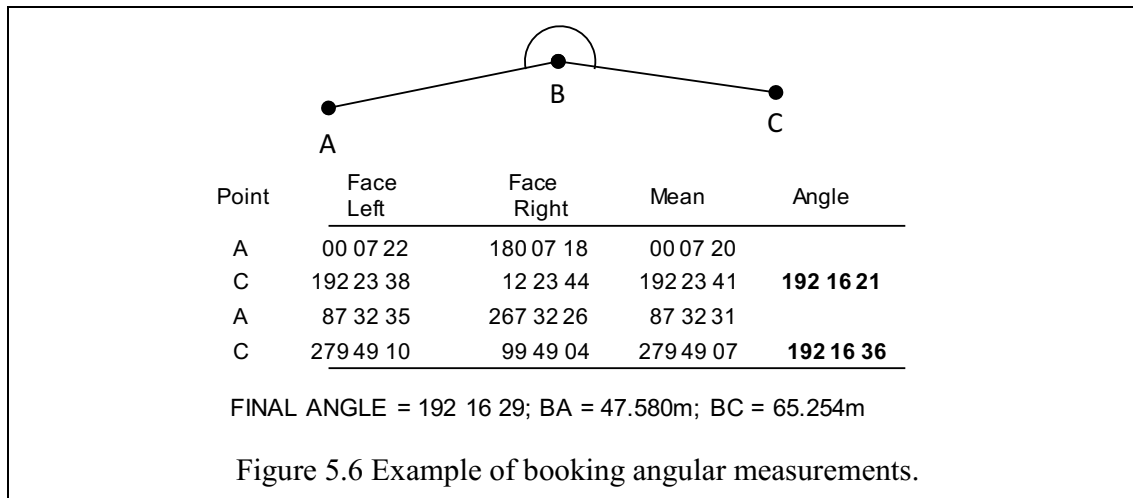 B
A
C
Point Face Left Face Right Mean Angle
A 00 07 22 180 07 18 00 07 20
C 192 23 38 12 23 44 192 23 41 192 16 21
A 87 32 35 267 32 26 87 32 31
C 279 49 10 99 49 04 279 49 07 192 16 36
FINAL ANGLE = 192 16 29; BA = 47.580m; BC = 65.254m
Figure 5.6 Example of booking angular measurements.